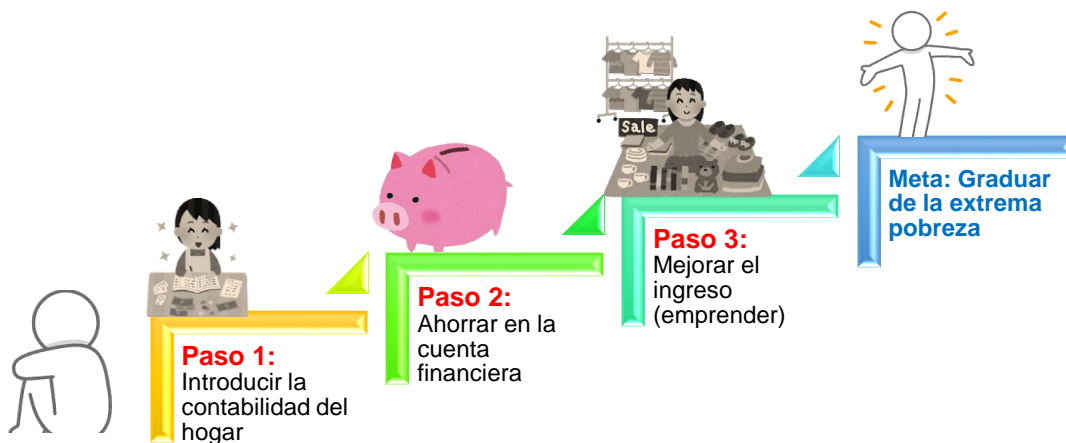 Paso 1:
Introducir la
contabilidad del
hogar
Paso 2:
Ahorrar en la
cuenta
financiera
Sale
Paso 3:
Mejorar el
ingreso
(emprender)
Meta: Graduar
de la extrema
pobreza